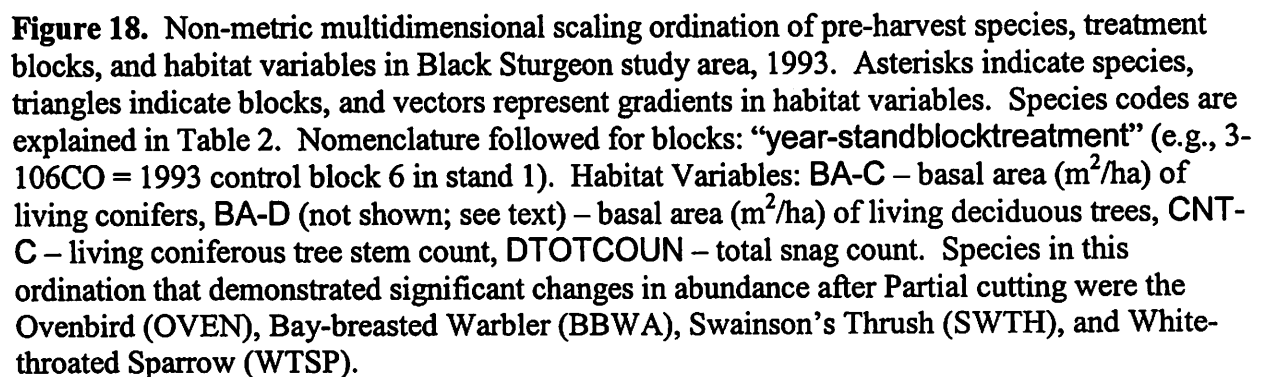 Figure 18. Non-metric multidimensional scaling ordination of pre-harvest species, treatment
blocks, and habitat variables in Black Sturgeon study area, 1993. Asterisks indicate species,
triangles indicate blocks, and vectors represent gradients in habitat variables. Species codes are
explained in Table 2. Nomenclature followed for blocks: “year-standblocktreatment” (e.g., 3-
106CO = 1993 control block 6 in stand 1). Habitat Variables: BA-C – basal area (m²/ha) of
living conifers, BA-D (not shown; see text) – basal area (m²/ha) of living deciduous trees, CNT-
C – living coniferous tree stem count, DTOTCOUN – total snag count. Species in this
ordination that demonstrated significant changes in abundance after Partial cutting were the
Ovenbird (OVEN), Bay-breasted Warbler (BBWA), Swainson’s Thrush (SWTH), and White-
throated Sparrow (WTSP).